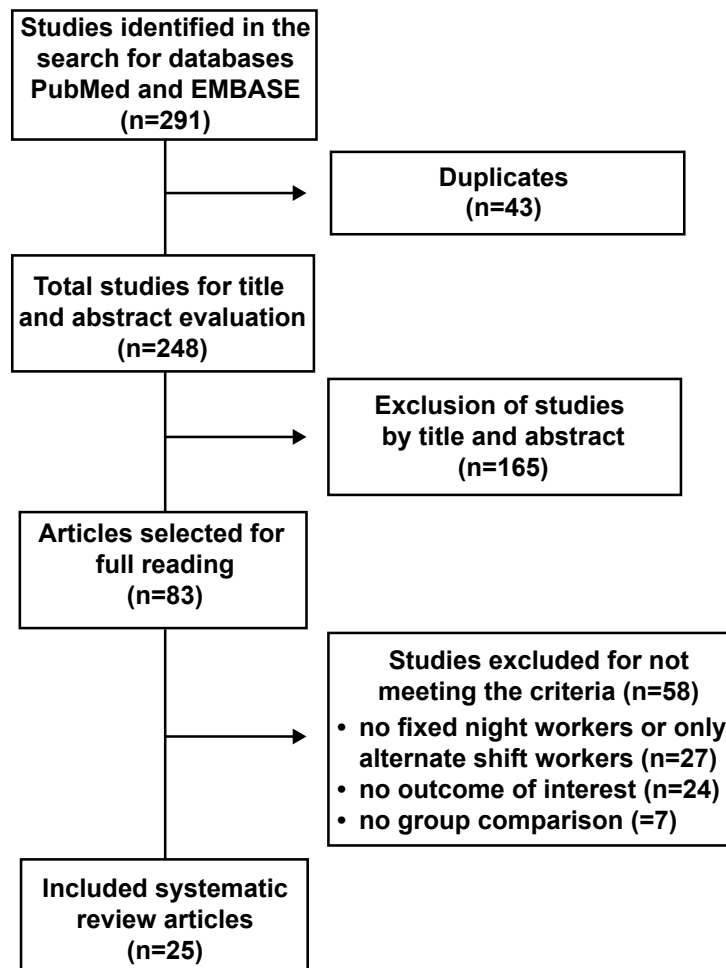 Studies identified in the
search for databases
PubMed and EMBASE
(n=291)
Duplicates
(n=43)
Total studies for title
and abstract evaluation
(n=248)
Exclusion of studies
by title and abstract
(n=165)
Articles selected for
full reading
(n=83)
Studies excluded for not
meeting the criteria (n=58)
• no fixed night workers or only
alternate shift workers (n=27)
• no outcome of interest (n=24)
• no group comparison (=7)
Included systematic
review articles
(n=25)